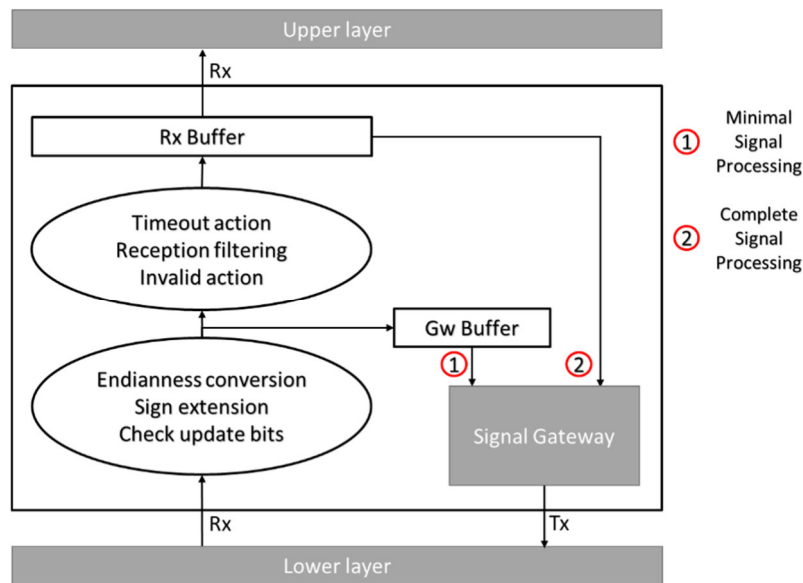 Upper layer
Rx
Rx Buffer
1
Minimal
Signal
Processing
Timeout action
Reception filtering
Invalid action
2
Complete
Signal
Processing
Gw Buffer
1
2
Endianness conversion
Sign extension
Check update bits
Signal Gateway
Rx
Tx
Lower layer